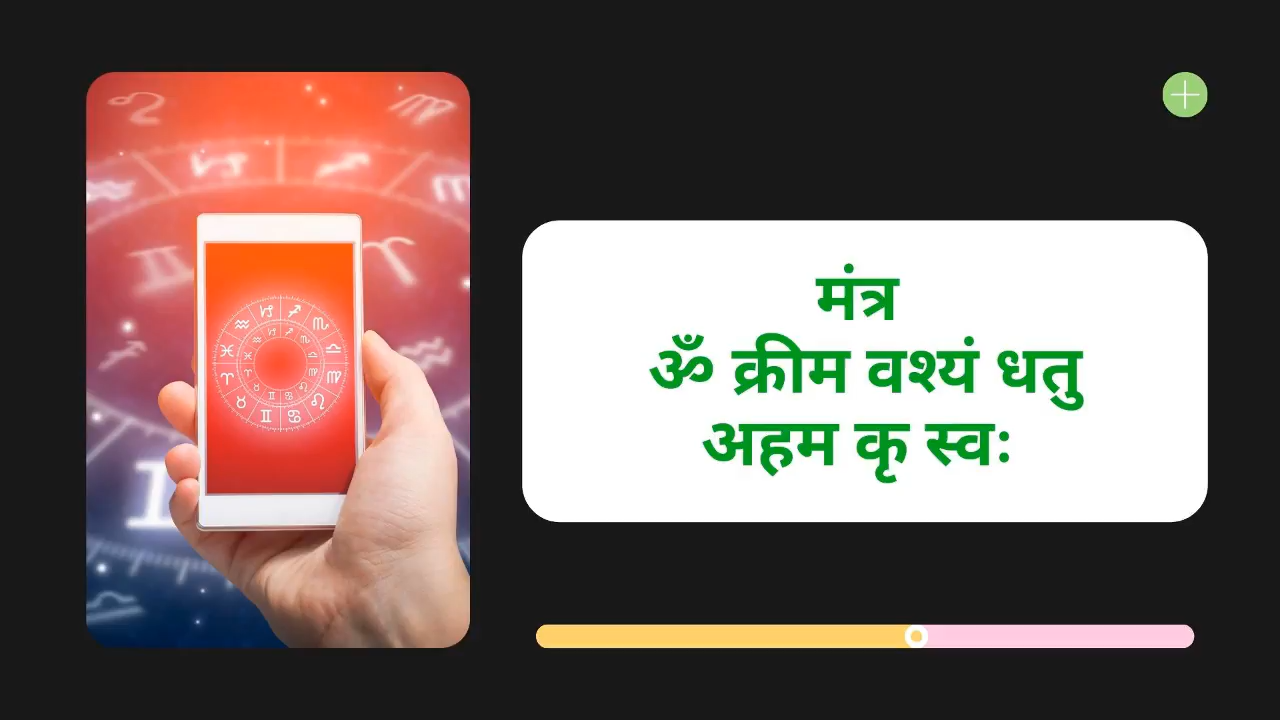 मंत्र
ॐ क्रीम वश्यं धतु
अहम कृ स्वः